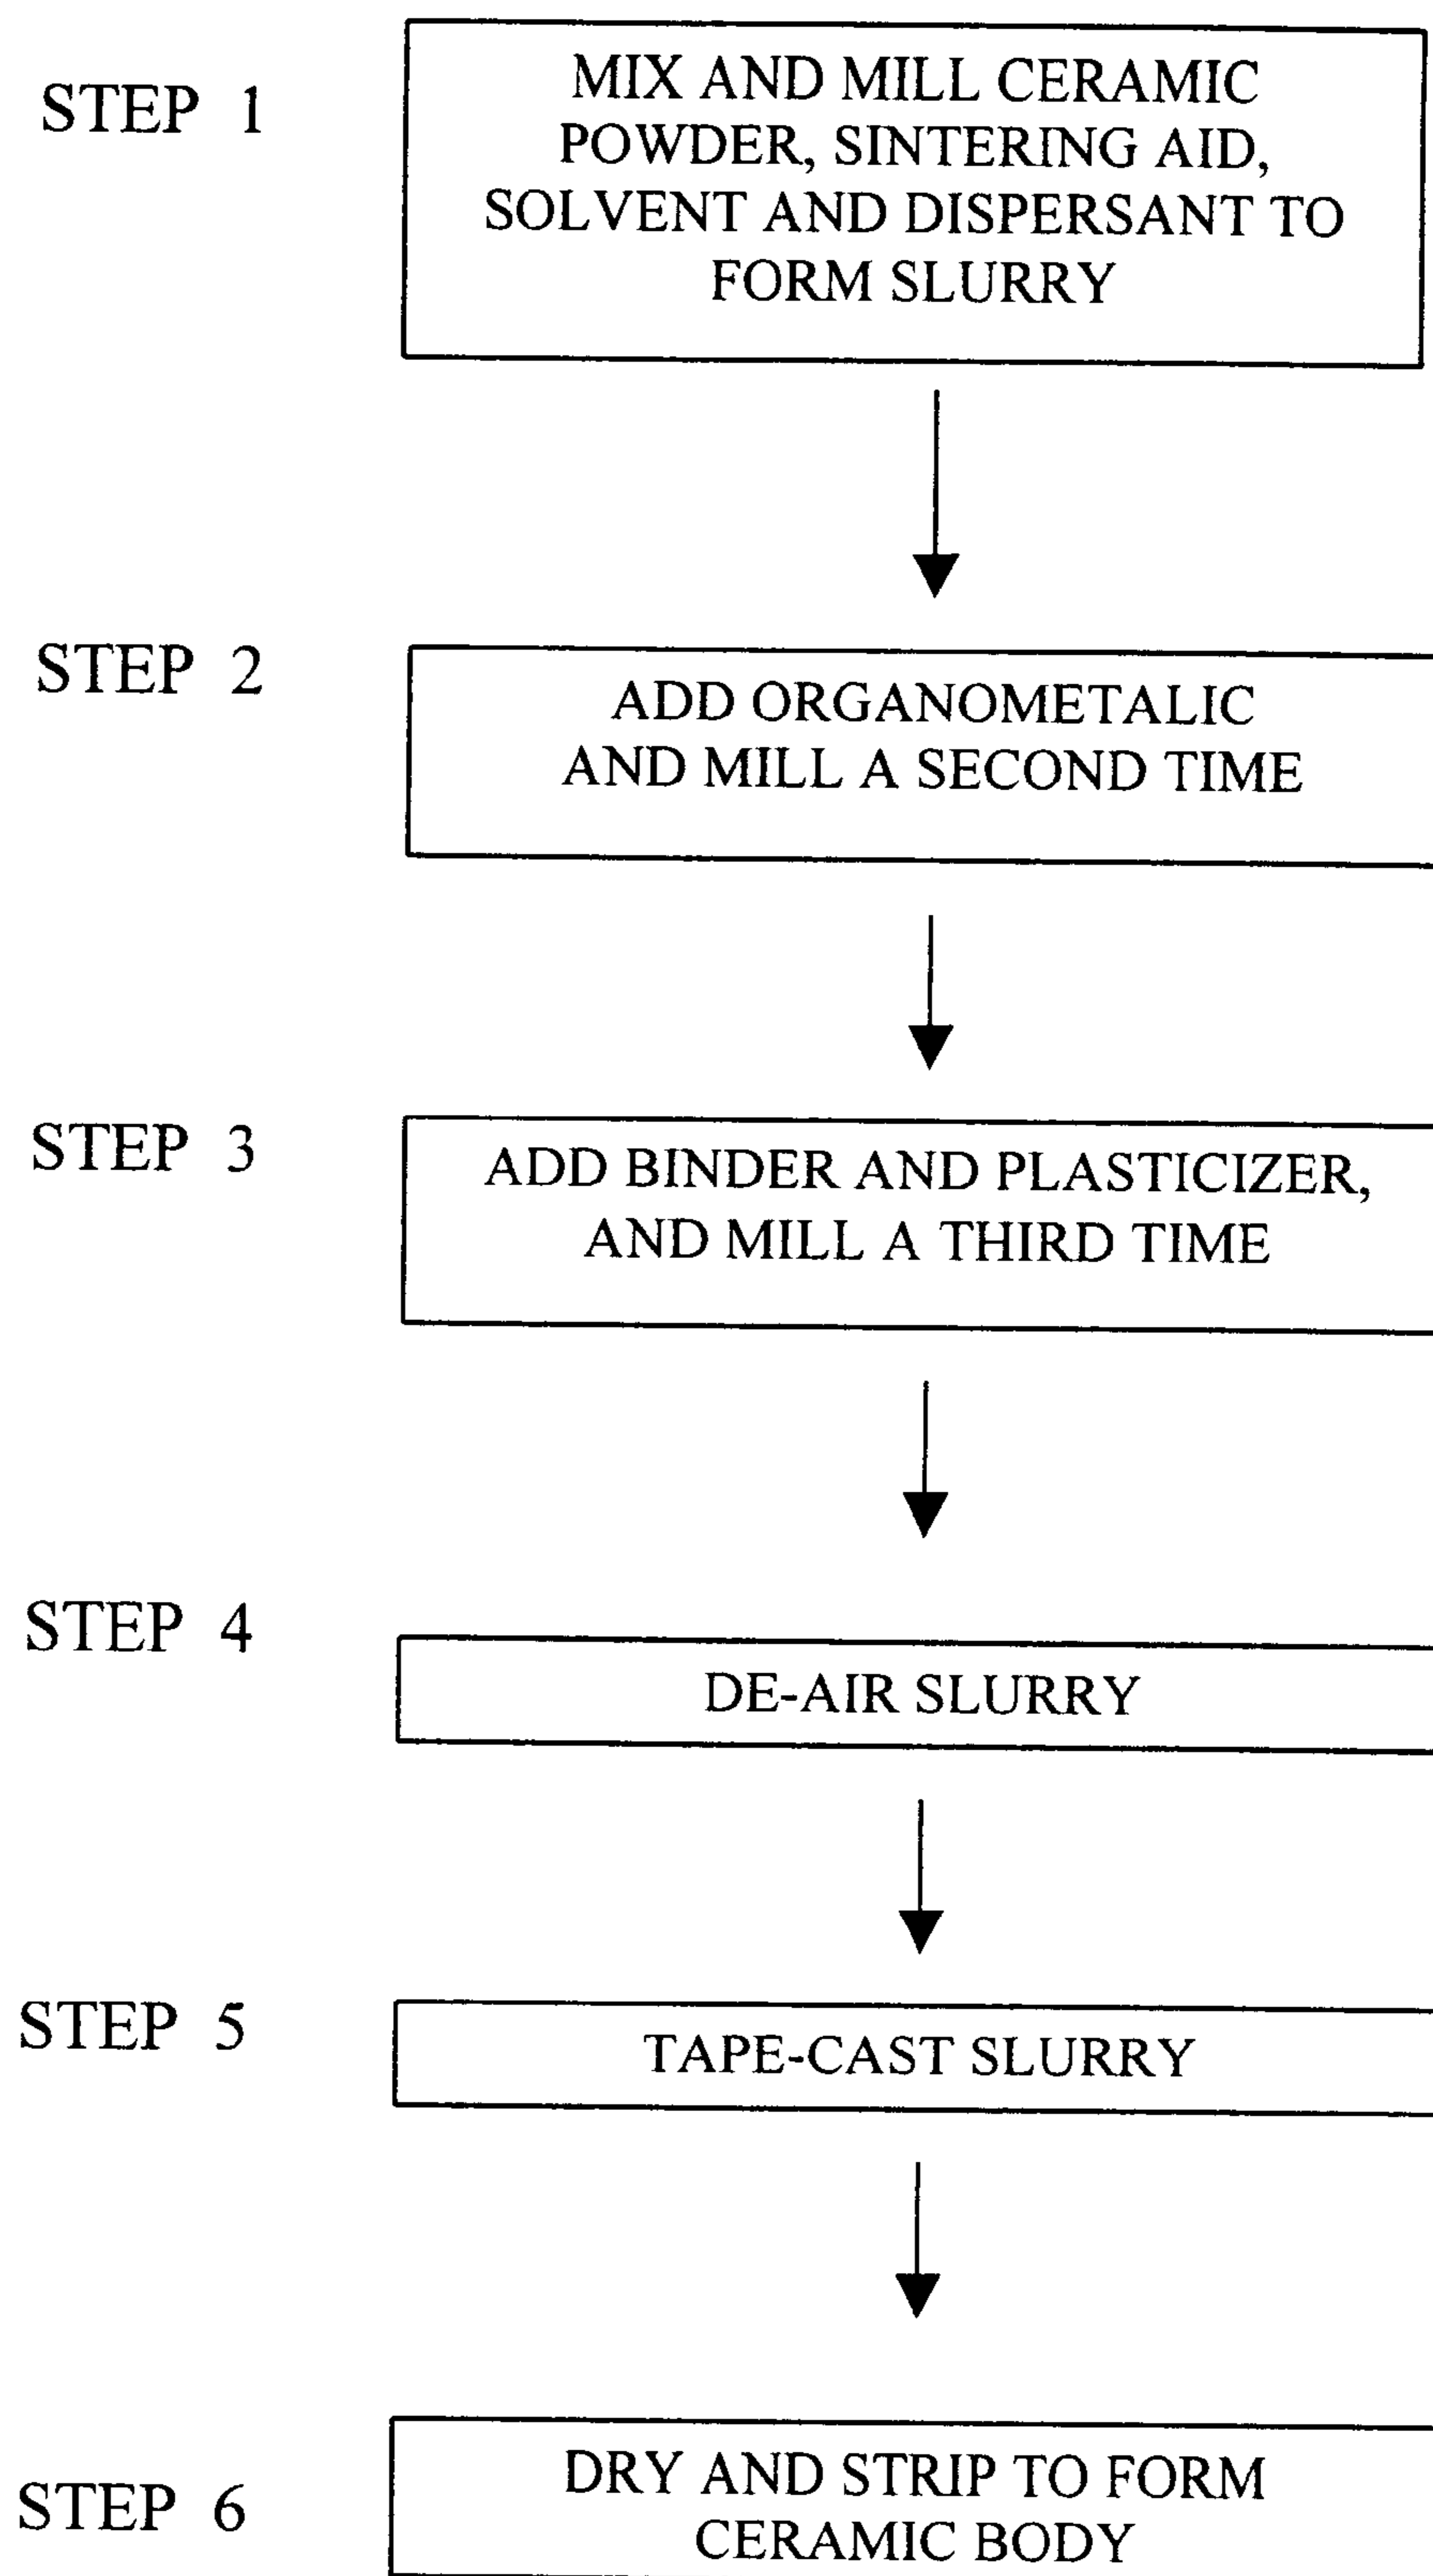 STEP 1
MIX AND MILL CERAMIC
POWDER, SINTERING AID,
SOLVENT AND DISPERSANT TO
FORM SLURRY
STEP 2
ADD ORGANOMETALIC
AND MILL A SECOND TIME
STEP 3
ADD BINDER AND PLASTICIZER,
AND MILL A THIRD TIME
STEP 4
DE-AIR SLURRY
STEP 5
TAPE-CAST SLURRY
STEP 6
DRY AND STRIP TO FORM
CERAMIC BODY